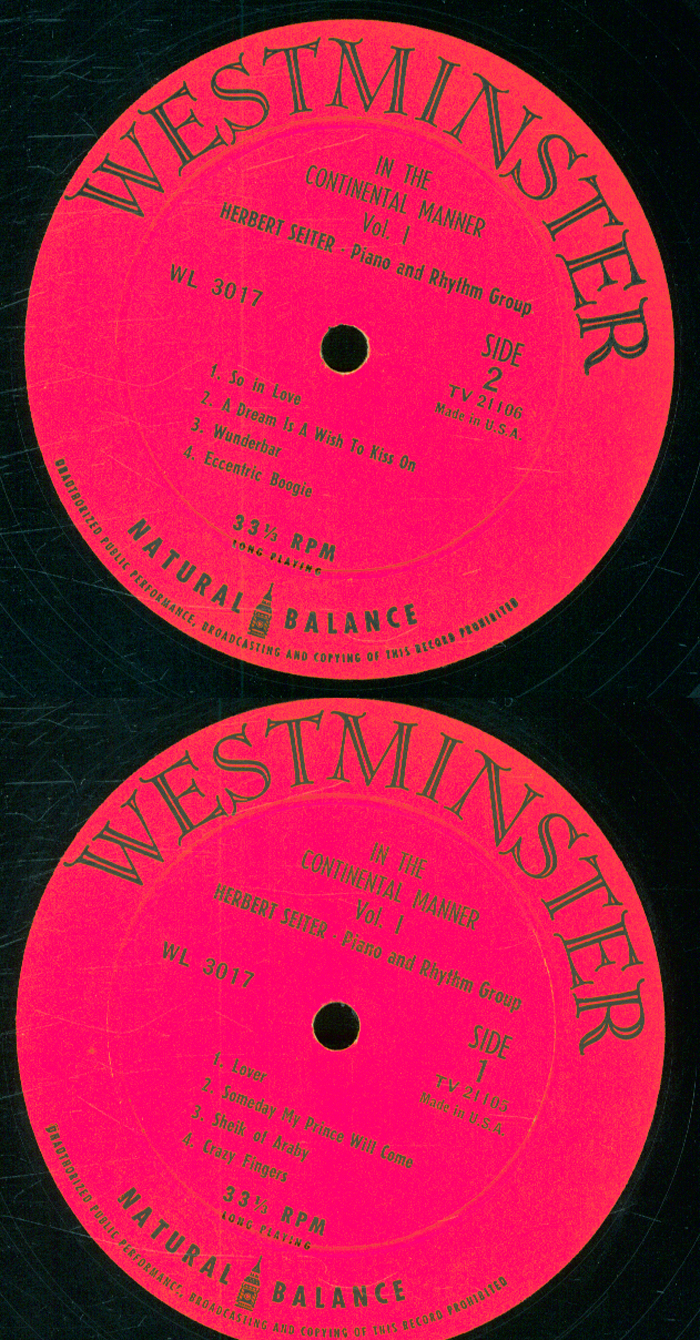 WESTMINSTER
IN THE
CONTINENTAL MANNER
Vol. 1
HERBERT SEITER - Piano and Rhythm Group
WL 3017
SIDE
2
TV 21106
Made in U.S.A.
1. So in Love
2. A Dream Is A Wish To Kiss On
3. Wunderbar
4. Eccentric Boogie
33⅓ RPM
LONG PLAYING
NATURAL BALANCE
UNAUTHORIZED PUBLIC PERFORMANCE, BROADCASTING AND COPYING OF THIS RECORD PROHIBITED
WESTMINSTER
IN THE
CONTINENTAL MANNER
Vol. 1
HERBERT SEITER - Piano and Rhythm Group
WL 3017
SIDE
1
TV 21105
Made in U.S.A.
1. Lover
2. Someday My Prince Will Come
3. Sheik of Araby
4. Crazy Fingers
33⅓ RPM
LONG PLAYING
NATURAL BALANCE
UNAUTHORIZED PUBLIC PERFORMANCE, BROADCASTING AND COPYING OF THIS RECORD PROHIBITED